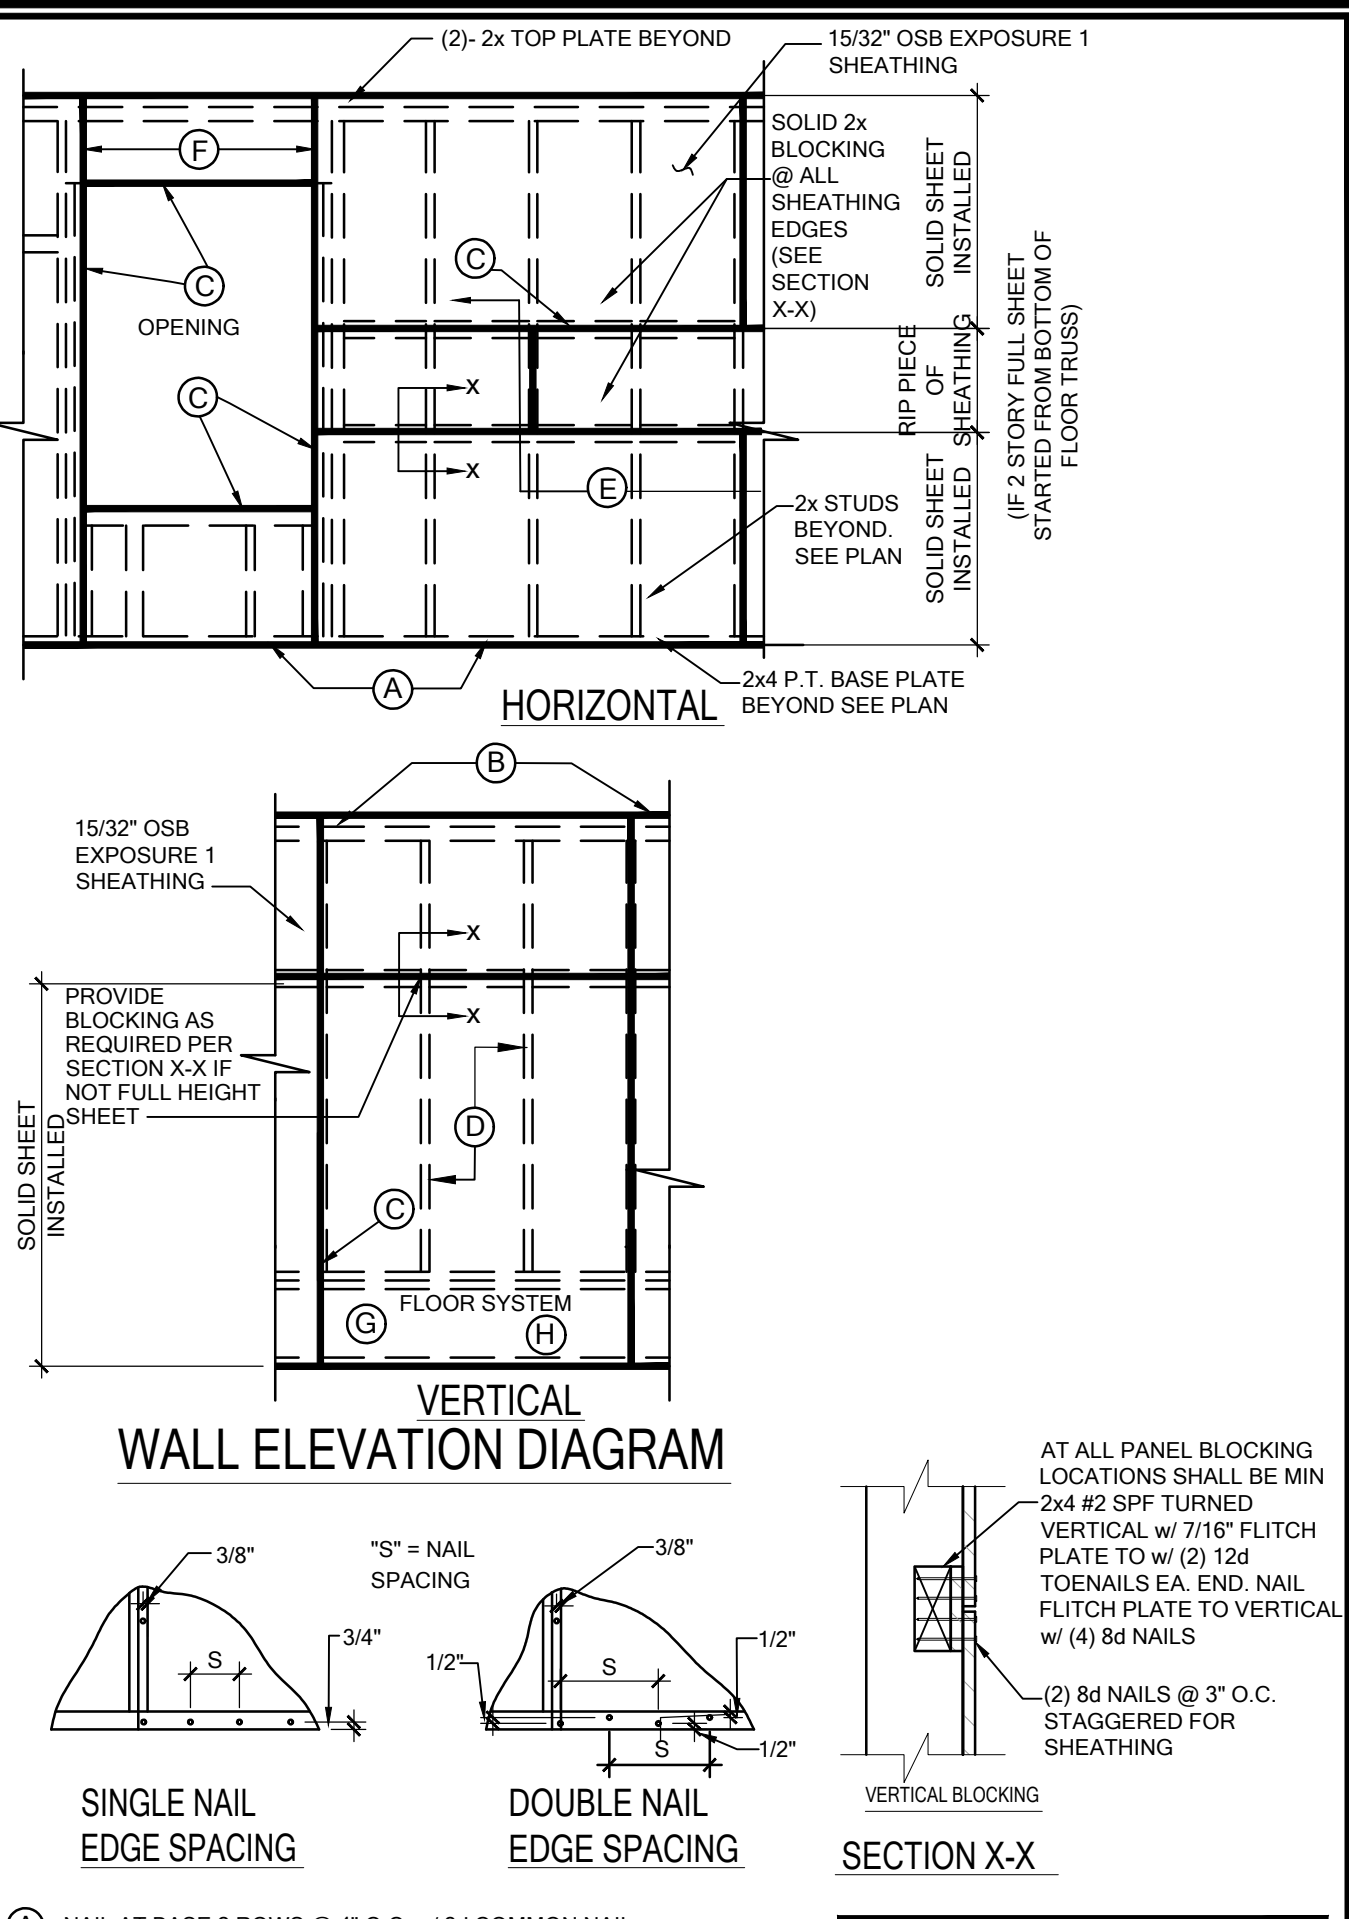 (2)- 2x TOP PLATE BEYOND
15/32" OSB EXPOSURE 1
SHEATHING
F
SOLID 2x
BLOCKING
@ ALL
SHEATHING
EDGES
(SEE
SECTION
X-X)
SOLID SHEET
INSTALLED
C
C
OPENING
RIP PIECE
OF
SHEATHING
(IF 2 STORY FULL SHEET
STARTED FROM BOTTOM OF
FLOOR TRUSS)
X
C
X
E
2x STUDS
BEYOND.
SEE PLAN
SOLID SHEET
INSTALLED
A
2x4 P.T. BASE PLATE
BEYOND SEE PLAN
HORIZONTAL
B
15/32" OSB
EXPOSURE 1
SHEATHING
X
PROVIDE
BLOCKING AS
REQUIRED PER
SECTION X-X IF
NOT FULL HEIGHT
SHEET
X
D
SOLID SHEET
INSTALLED
C
FLOOR SYSTEM
G
H
VERTICAL
WALL ELEVATION DIAGRAM
3/8"
"S" = NAIL
SPACING
3/4"
S
SINGLE NAIL
EDGE SPACING
3/8"
1/2"
S
1/2"
S
1/2"
DOUBLE NAIL
EDGE SPACING
AT ALL PANEL BLOCKING
LOCATIONS SHALL BE MIN
2x4 #2 SPF TURNED
VERTICAL w/ 7/16" FLITCH
PLATE TO w/ (2) 12d
TOENAILS EA. END. NAIL
FLITCH PLATE TO VERTICAL
w/ (4) 8d NAILS
(2) 8d NAILS @ 3" O.C.
STAGGERED FOR
SHEATHING
VERTICAL BLOCKING
SECTION X-X